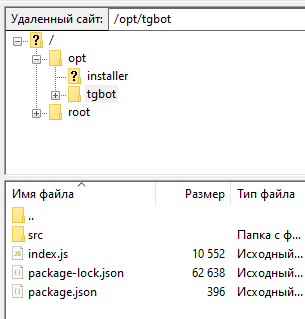 Удаленный сайт: /opt/tgbot
/
opt
installer
tgbot
root
Имя файла Размер Тип файла
..
src Папка с ф...
index.js 10 552 Исходный...
package-lock.json 62 638 Исходный...
package.json 396 Исходный...